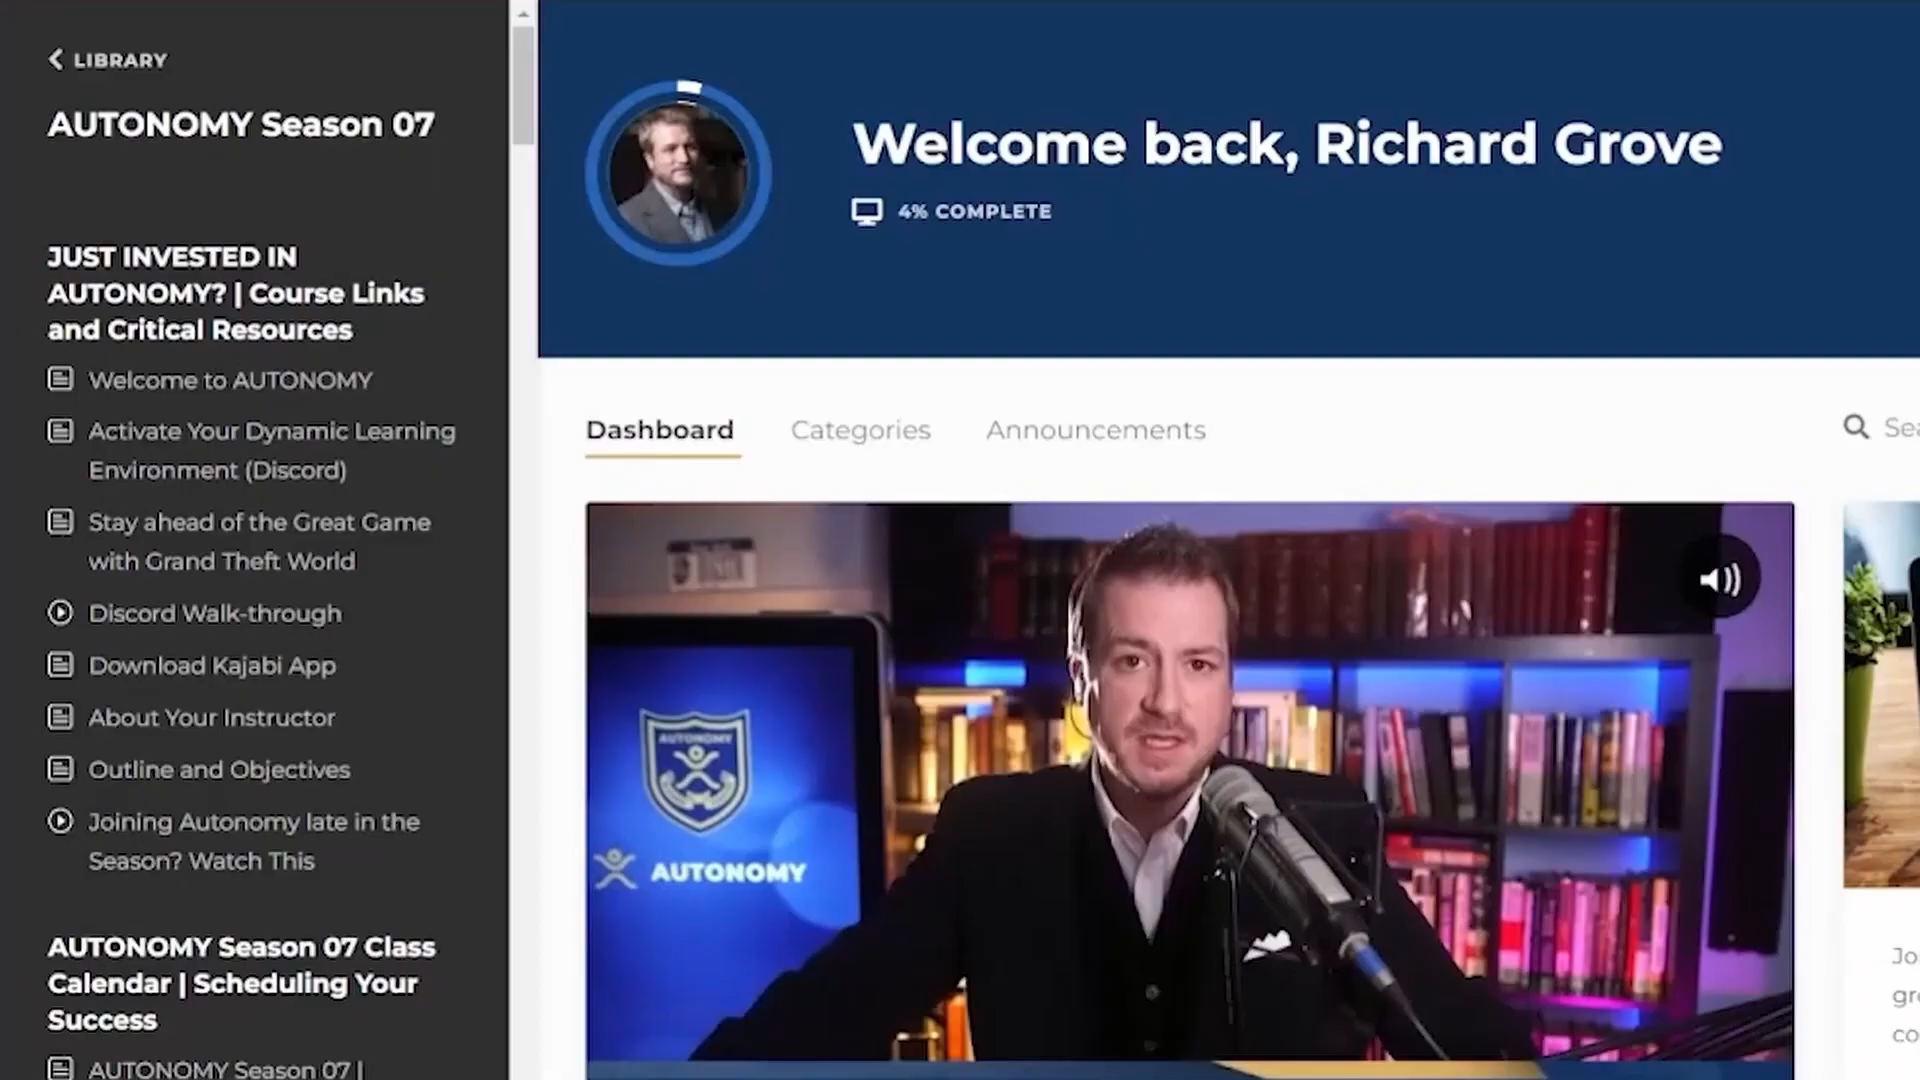 LIBRARY
AUTONOMY Season 07
JUST INVESTED IN
AUTONOMY? | Course Links
and Critical Resources
Welcome to AUTONOMY
Activate Your Dynamic Learning
Environment (Discord)
Stay ahead of the Great Game
with Grand Theft World
Discord Walk-through
Download Kajabi App
About Your Instructor
Outline and Objectives
Joining Autonomy late in the
Season? Watch This
AUTONOMY Season 07 Class
Calendar | Scheduling Your
Success
AUTONOMY Season 07 |
Welcome back, Richard Grove
4% COMPLETE
Dashboard Categories Announcements
AUTONOMY
AUTONOMY